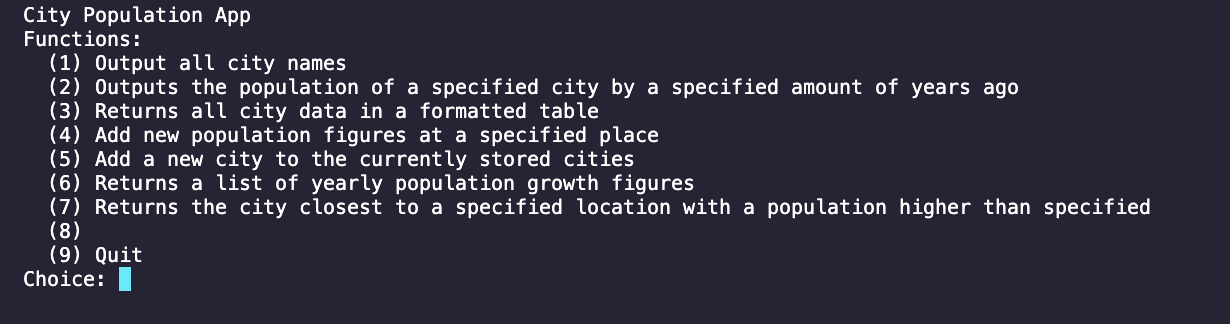 City Population App
Functions:
(1) Output all city names
(2) Outputs the population of a specified city by a specified amount of years ago
(3) Returns all city data in a formatted table
(4) Add new population figures at a specified place
(5) Add a new city to the currently stored cities
(6) Returns a list of yearly population growth figures
(7) Returns the city closest to a specified location with a population higher than specified
(8)
(9) Quit
Choice: